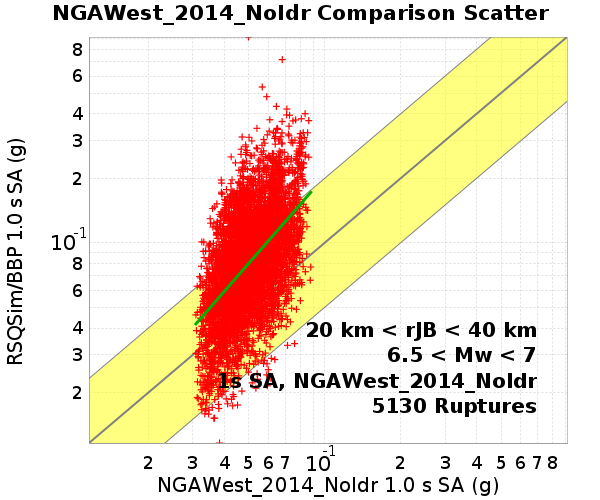 NGAWest_2014_NoIdr Comparison Scatter
RSQSim/BBP 1.0 s SA (g)
8
6
4
3
2
10-1
8
6
4
3
2
20 km < rJB < 40 km
6.5 < Mw < 7
1s SA, NGAWest_2014_NoIdr
5130 Ruptures
2 3 4 5 6 7 10-1 2 3 4 5 6 7 8
NGAWest_2014_NoIdr 1.0 s SA (g)